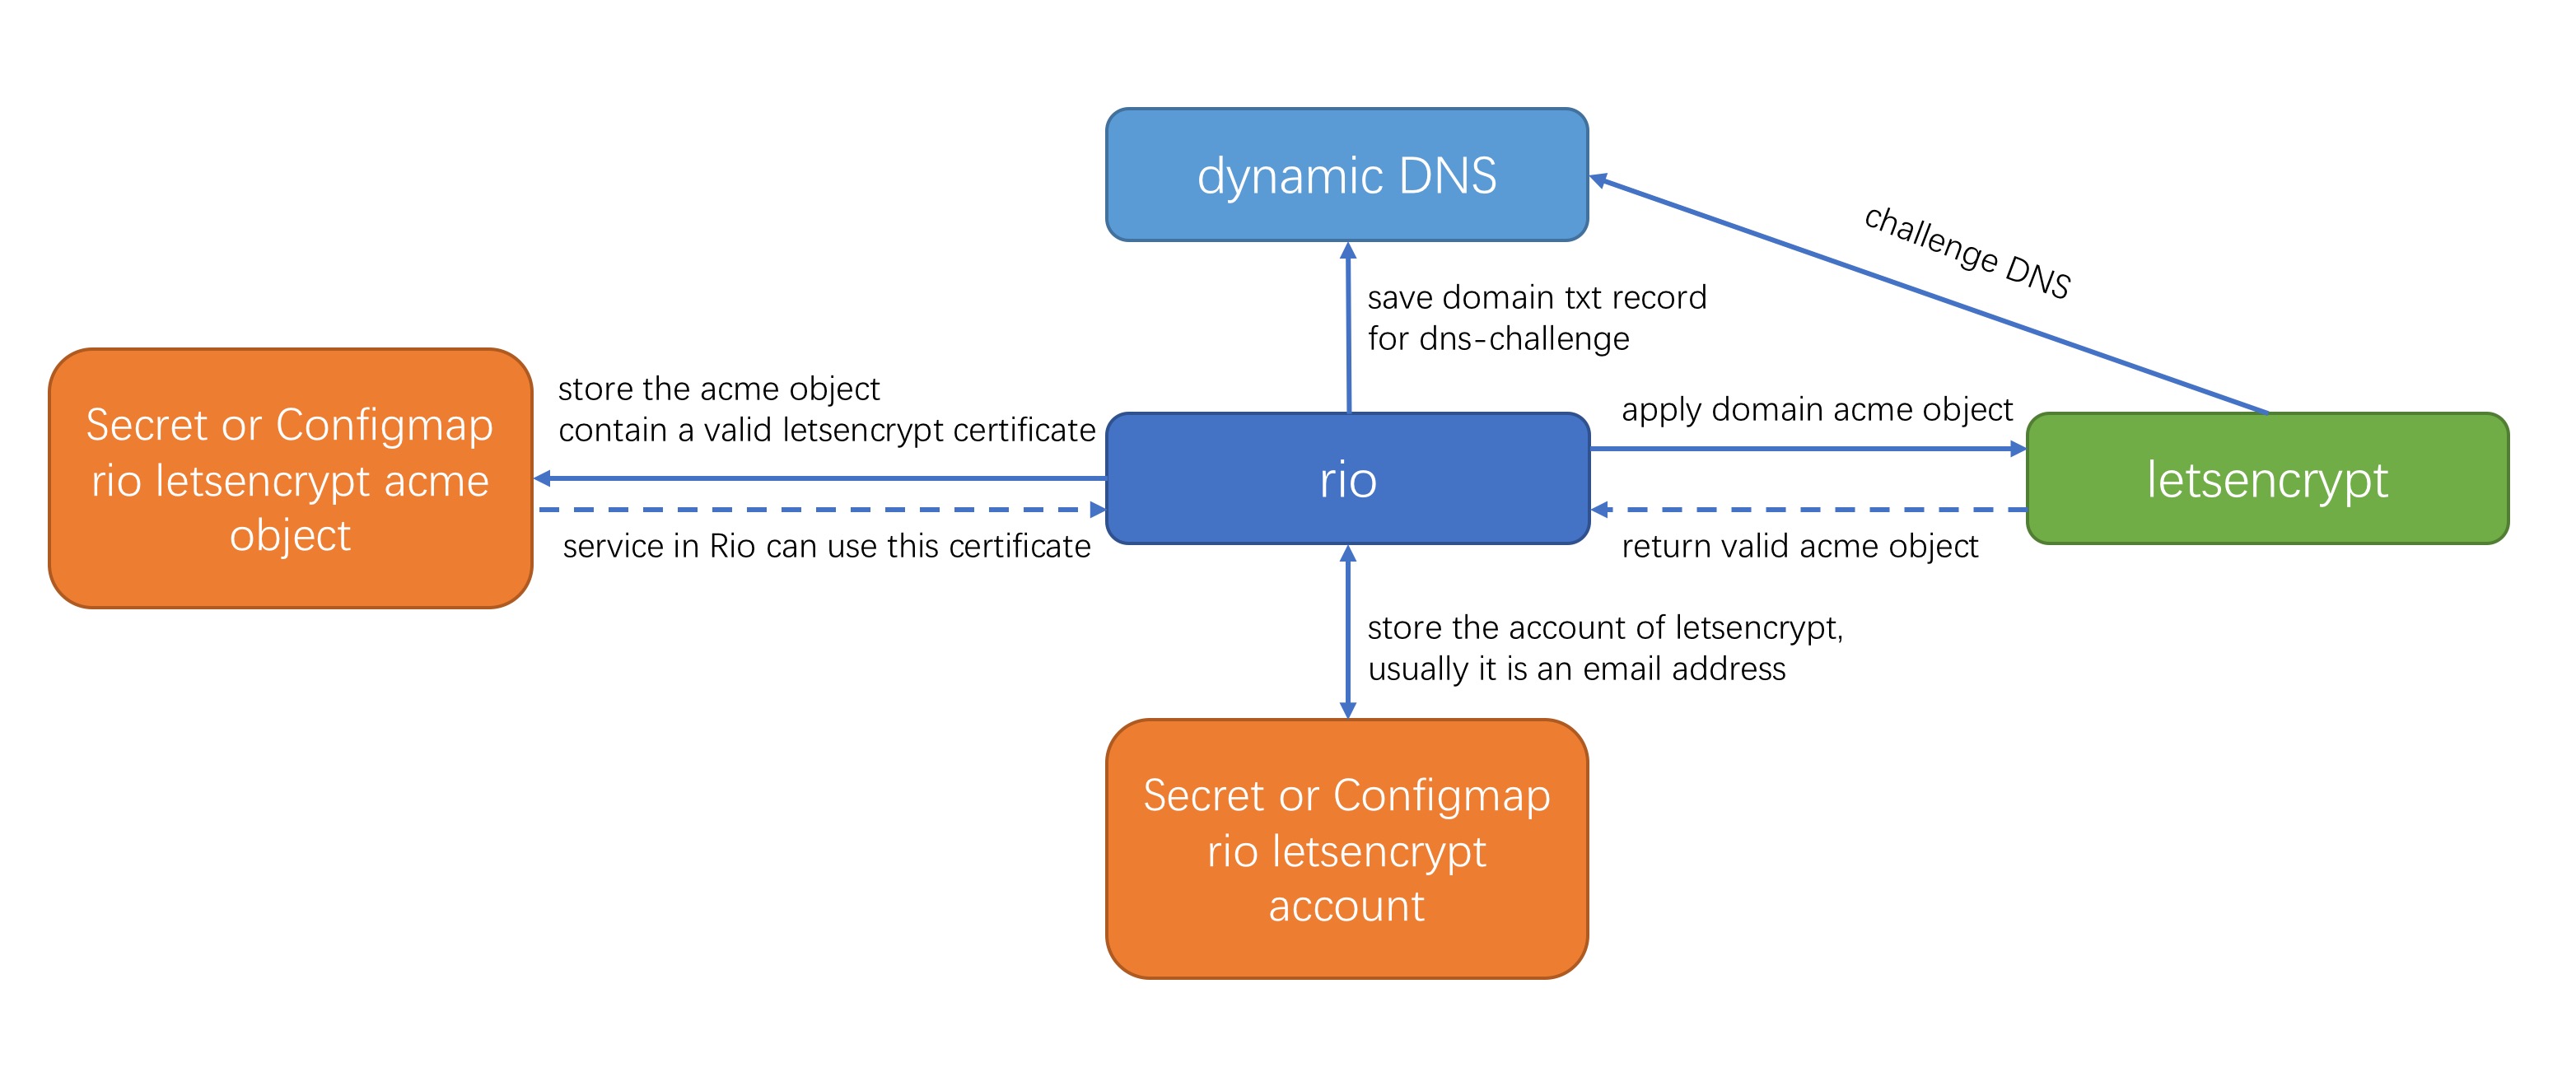 dynamic DNS
challenge DNS
save domain txt record
for dns-challenge
store the acme object
contain a valid letsencrypt certificate
apply domain acme object
Secret or Configmap
rio letsencrypt acme
object
rio
letsencrypt
service in Rio can use this certificate
return valid acme object
store the account of letsencrypt,
usually it is an email address
Secret or Configmap
rio letsencrypt
account